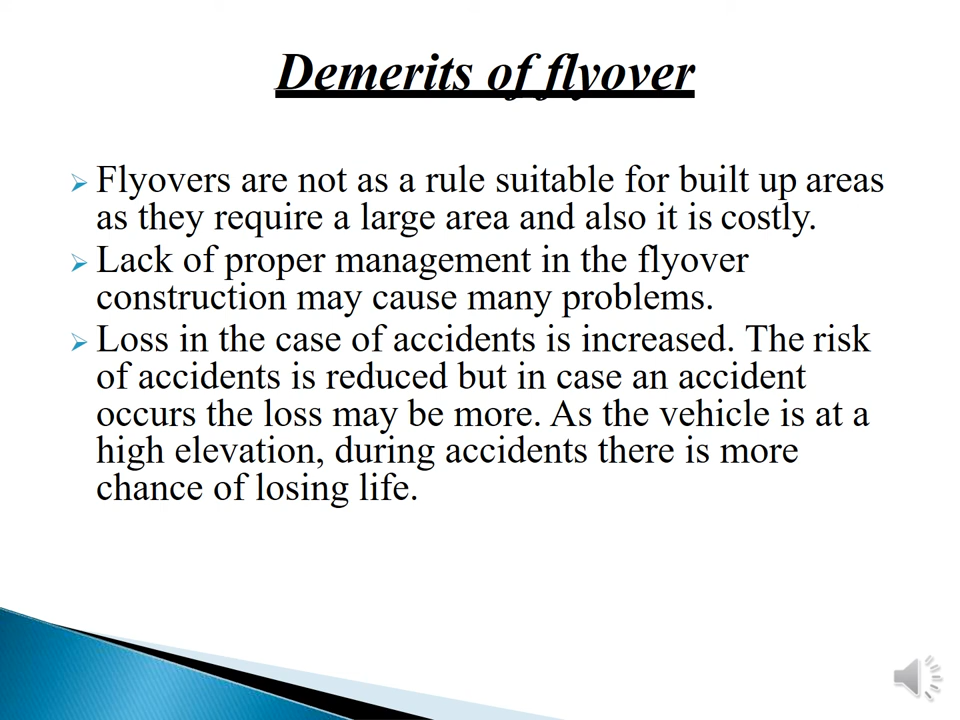 Demerits of flyover
Flyovers are not as a rule suitable for built up areas
as they require a large area and also it is costly.
Lack of proper management in the flyover
construction may cause many problems.
Loss in the case of accidents is increased. The risk
of accidents is reduced but in case an accident
occurs the loss may be more. As the vehicle is at a
high elevation, during accidents there is more
chance of losing life.